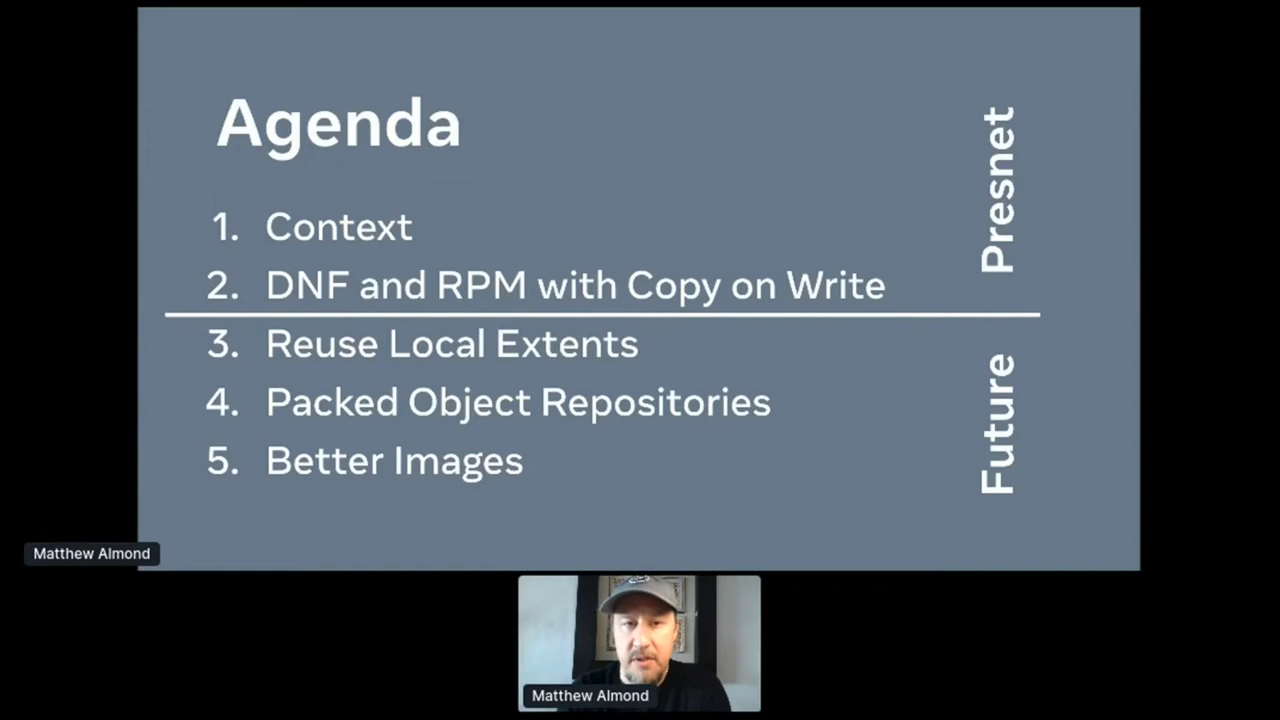 Agenda
1. Context
2. DNF and RPM with Copy on Write
Presnet
3. Reuse Local Extents
4. Packed Object Repositories
5. Better Images
Future
Matthew Almond
Matthew Almond